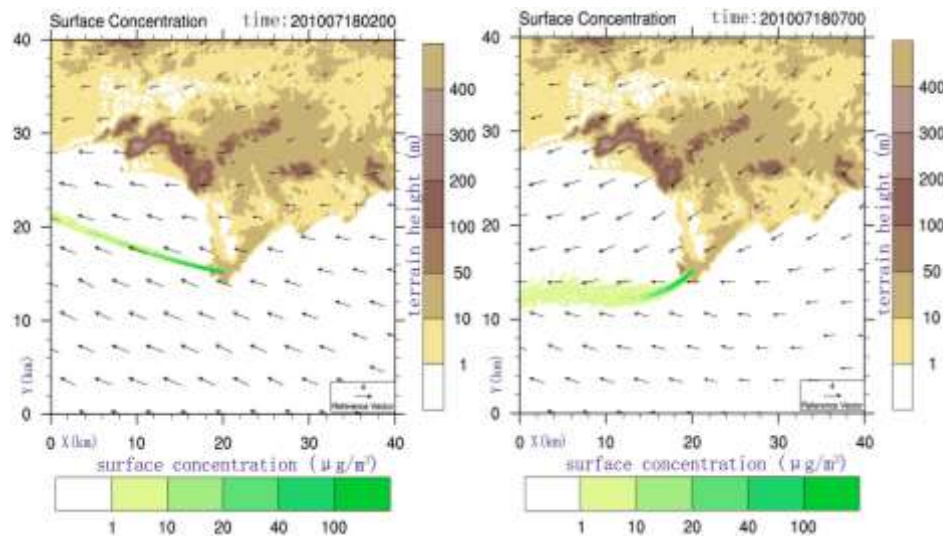 Surface Concentration time:201007180200
40
30
20
10
0
Y(km)
0 X(km) 10 20 30 40
400
300
200
100
50
10
1
terrain height (m)
4
Reference Vector
surface concentration (μg/m³)
1 10 20 40 100
Surface Concentration time:201007180700
40
30
20
10
0
Y(km)
0 X(km) 10 20 30 40
400
300
200
100
50
10
1
terrain height (m)
Reference Vector
surface concentration (μg/m³)
1 10 20 40 100